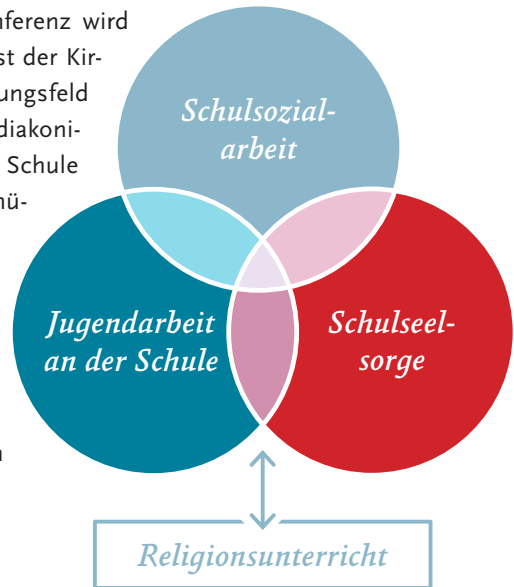 nferenz wird
st der Kir-
ungsfeld
diakoni-
Schule
nü-
n
Schulsozial-
arbeit
Jugendarbeit
an der Schule
Schulseel-
sorge
Religionsunterricht